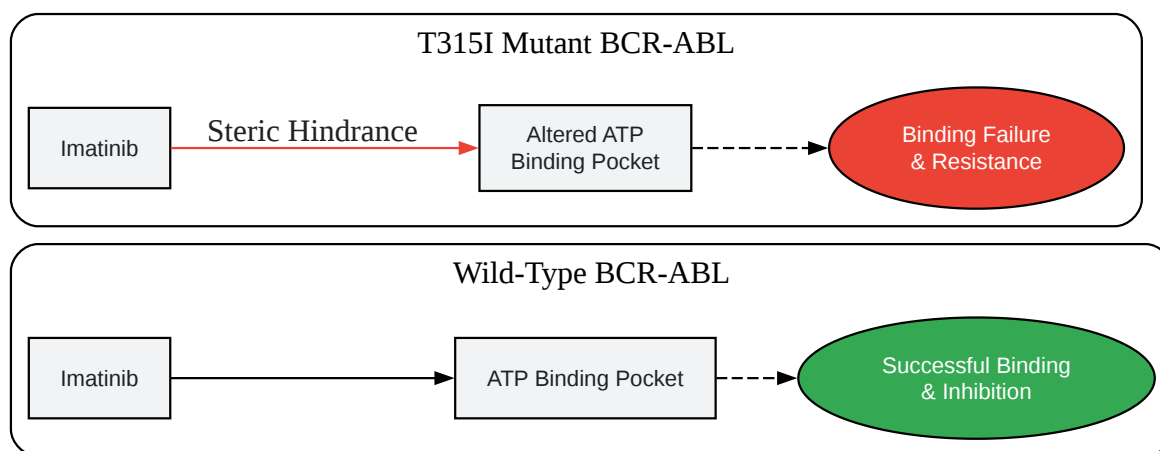 T315I Mutant BCR-ABL
Imatinib
Steric Hindrance
Altered ATP
Binding Pocket
Binding Failure
& Resistance
Wild-Type BCR-ABL
Imatinib
ATP Binding Pocket
Successful Binding
& Inhibition